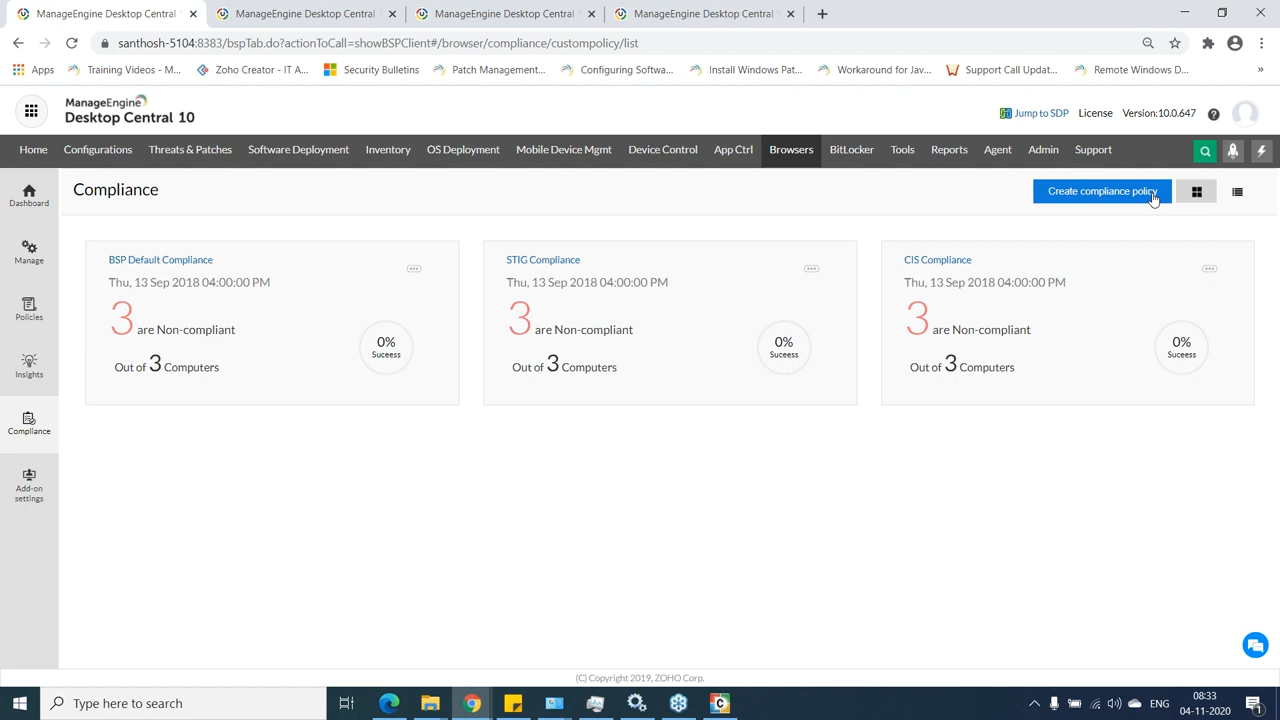 ManageEngine Desktop Central 1
ManageEngine Desktop Central 1
ManageEngine Desktop Central 1
ManageEngine Desktop Central 1
santhosh-5104:8383/bspTab.do?actionToCall=showBSPClient#/browser/compliance/custompolicy/list
Apps
Training Videos - M...
Zoho Creator - IT A...
Security Bulletins
Patch Management...
Configuring Softwa...
Install Windows Pat...
Workaround for Jav...
Support Call Updat...
Remote Windows D...
»
ManageEngine
Desktop Central 10
Jump to SDP
License
Version:10.0.647
Home
Configurations
Threats & Patches
Software Deployment
Inventory
OS Deployment
Mobile Device Mgmt
Device Control
App Ctrl
Browsers
BitLocker
Tools
Reports
Agent
Admin
Support
Dashboard
Manage
Policies
Insights
Compliance
Add-on
settings
Compliance
Create compliance policy
BSP Default Compliance
Thu, 13 Sep 2018 04:00:00 PM
3 are Non-compliant
Out of 3 Computers
0%
Sucess
STIG Compliance
Thu, 13 Sep 2018 04:00:00 PM
3 are Non-compliant
Out of 3 Computers
0%
Sucess
CIS Compliance
Thu, 13 Sep 2018 04:00:00 PM
3 are Non-compliant
Out of 3 Computers
0%
Sucess
(C) Copyright 2019, ZOHO Corp.
Type here to search
ENG
08:33
04-11-2020
1